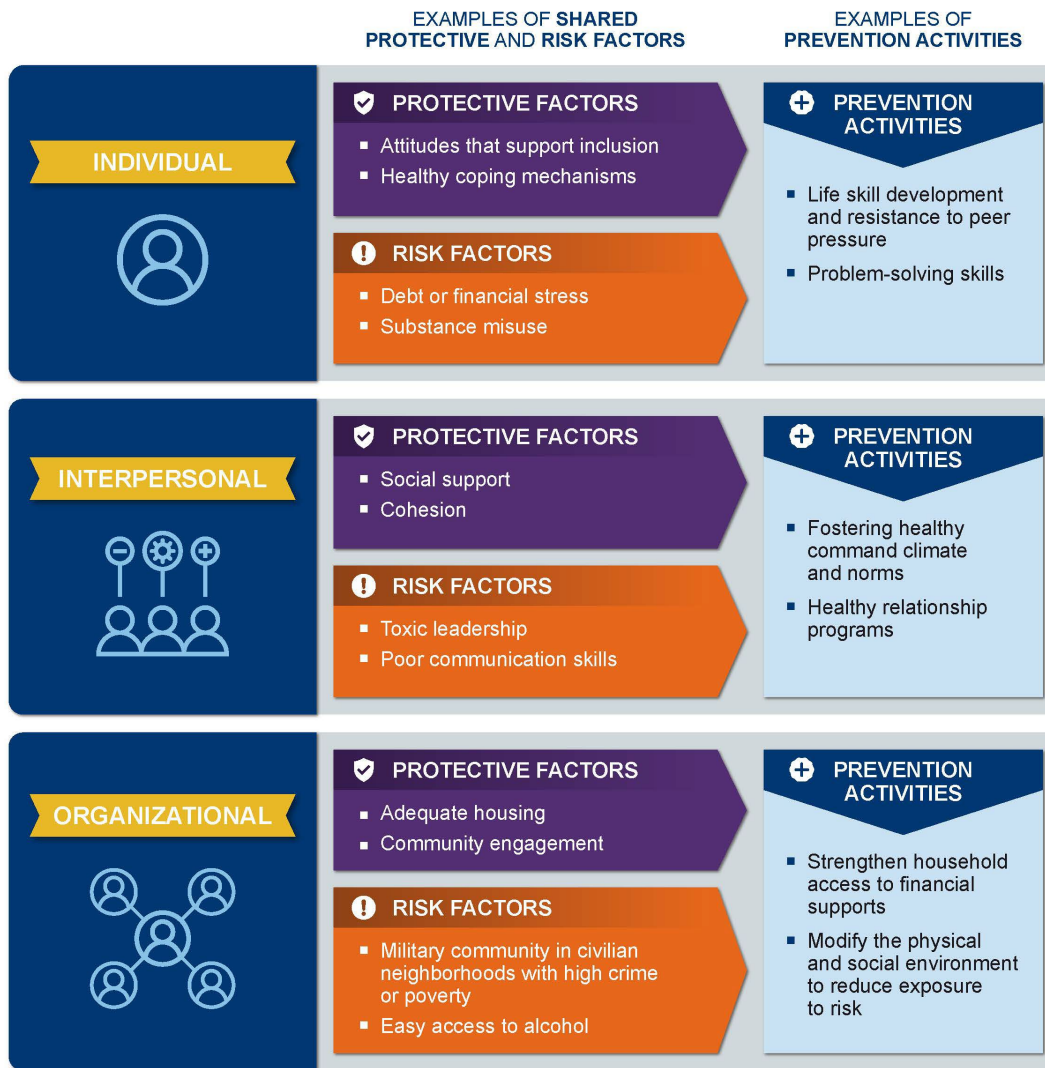 EXAMPLES OF SHARED
PROTECTIVE AND RISK FACTORS
EXAMPLES OF
PREVENTION ACTIVITIES
INDIVIDUAL
PROTECTIVE FACTORS
Attitudes that support inclusion
Healthy coping mechanisms
RISK FACTORS
Debt or financial stress
Substance misuse
PREVENTION
ACTIVITIES
Life skill development
and resistance to peer
pressure
Problem-solving skills
INTERPERSONAL
PROTECTIVE FACTORS
Social support
Cohesion
RISK FACTORS
Toxic leadership
Poor communication skills
PREVENTION
ACTIVITIES
Fostering healthy
command climate
and norms
Healthy relationship
programs
ORGANIZATIONAL
PROTECTIVE FACTORS
Adequate housing
Community engagement
RISK FACTORS
Military community in civilian
neighborhoods with high crime
or poverty
Easy access to alcohol
PREVENTION
ACTIVITIES
Strengthen household
access to financial
supports
Modify the physical
and social environment
to reduce exposure
to risk